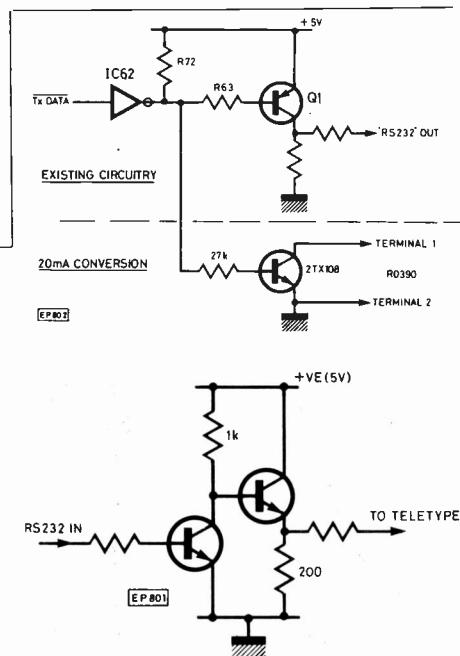 +5V
R72
IC62
R63
Q1
Tx DATA
"RS232" OUT
EXISTING CIRCUITRY
20mA CONVERSION
TERMINAL 1
27k
2TX108
R0390
TERMINAL 2
EP802
+VE(5V)
1k
RS232 IN
TO TELETYPE
200
EP801